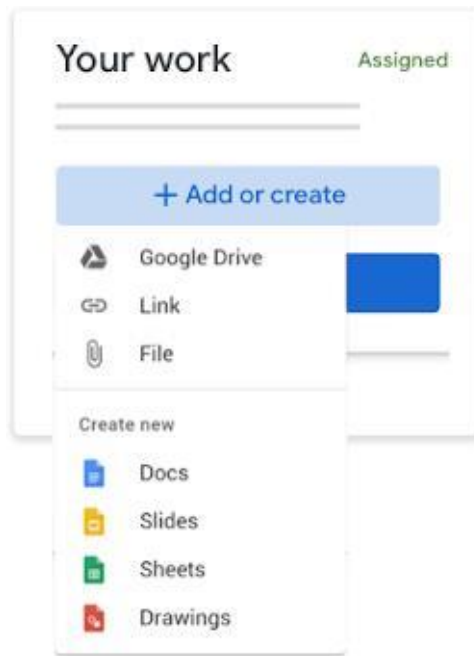 Your work
Assigned
+ Add or create
Google Drive
Link
File
Create new
Docs
Slides
Sheets
Drawings